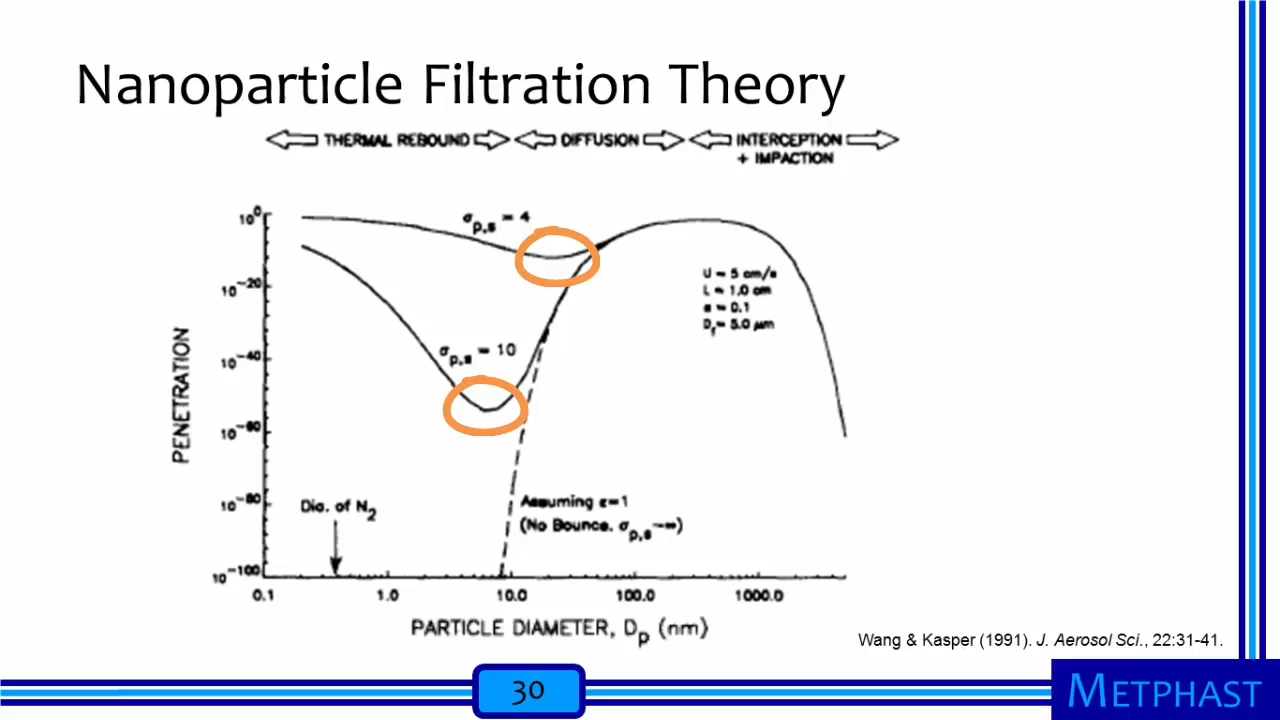 Nanoparticle Filtration Theory
THERMAL REBOUND
DIFFUSION
INTERCEPTION
+ IMPACTION
σp,s = 4
σp,s = 10
U = 5 cm/s
L = 1.0 cm
α = 0.1
Df = 5.0 μm
PENETRATION
10^0
10^-20
10^-40
10^-60
10^-80
10^-100
Dia. of N2
Assuming ε=1
(No Bounce, σp,s→∞)
0.1 1.0 10.0 100.0 1000.0
PARTICLE DIAMETER, Dp (nm)
Wang & Kasper (1991). J. Aerosol Sci., 22:31-41.
30
METPHAST